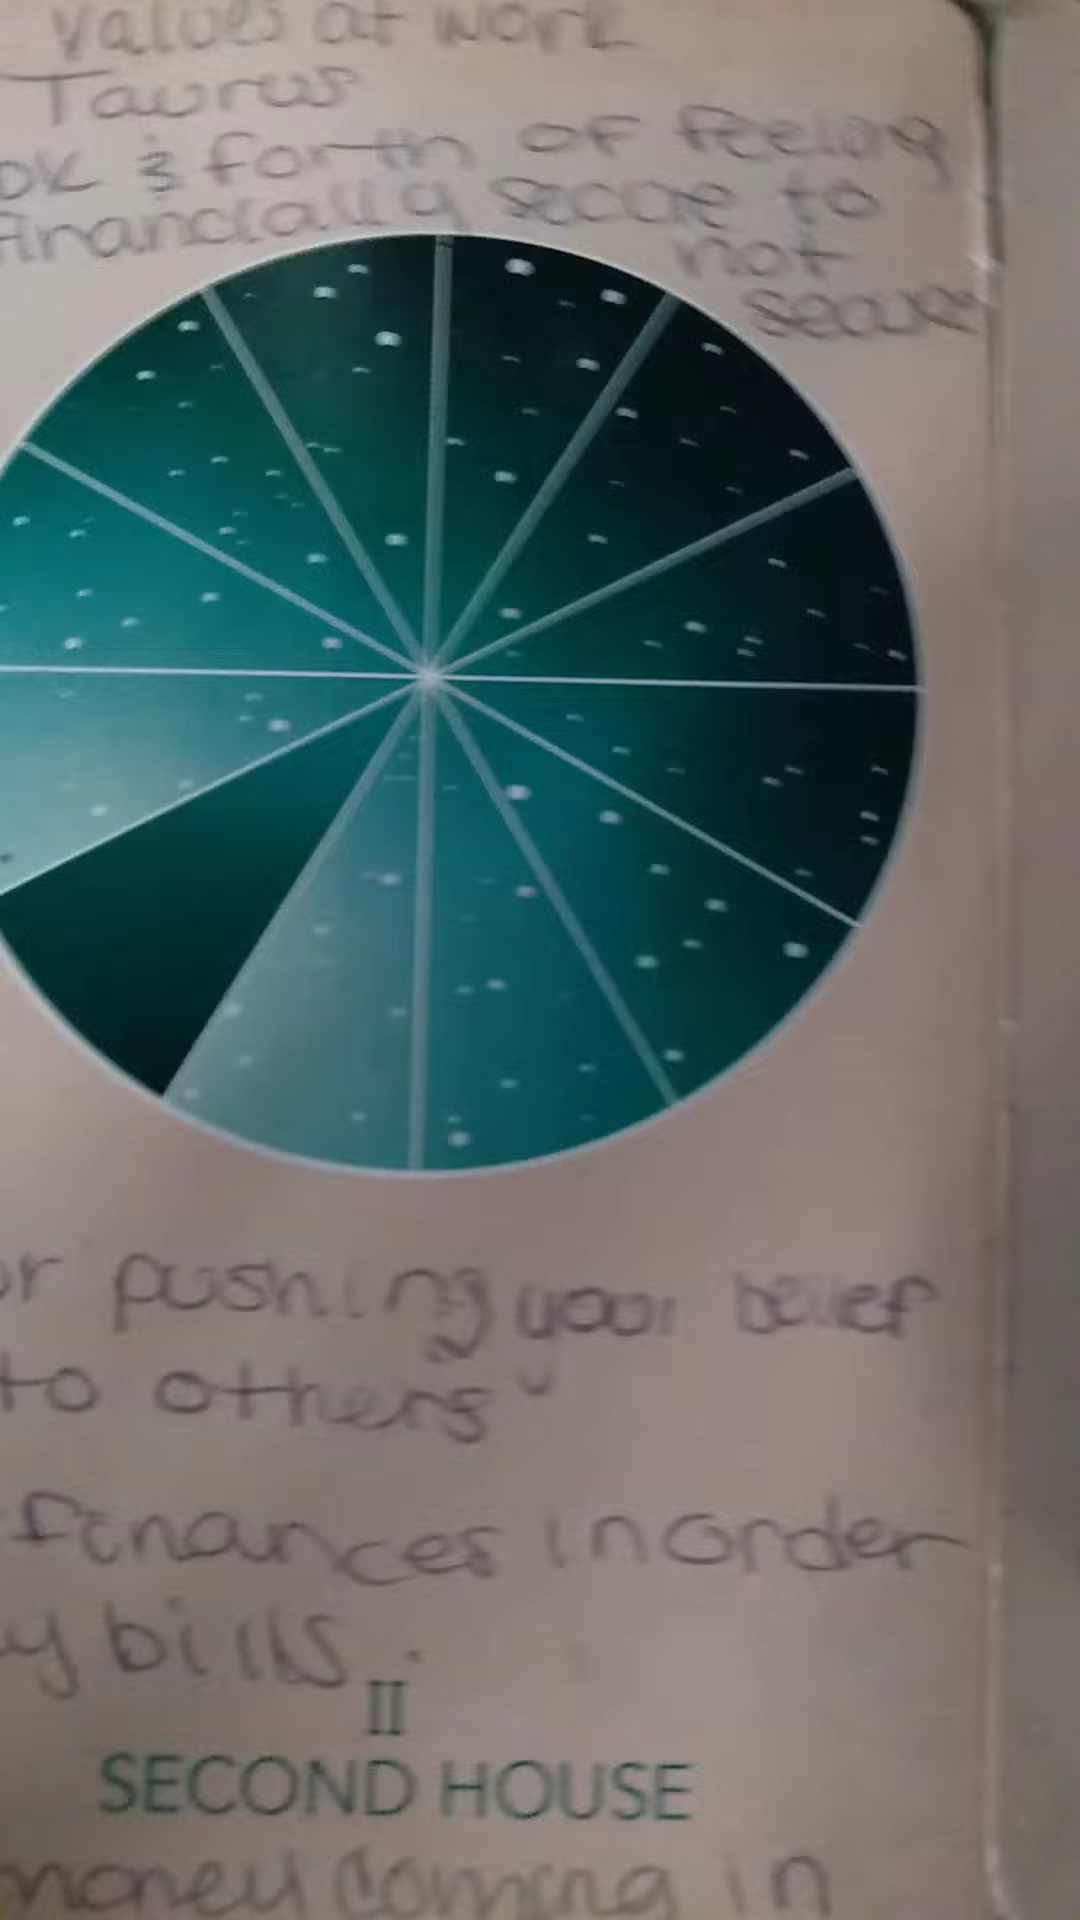 values at work
Taurus
ok & forth of feeling
financially secure to
not
secure
or pushing your belief
to others"
finances in order
y bills.
II
SECOND HOUSE
money coming in